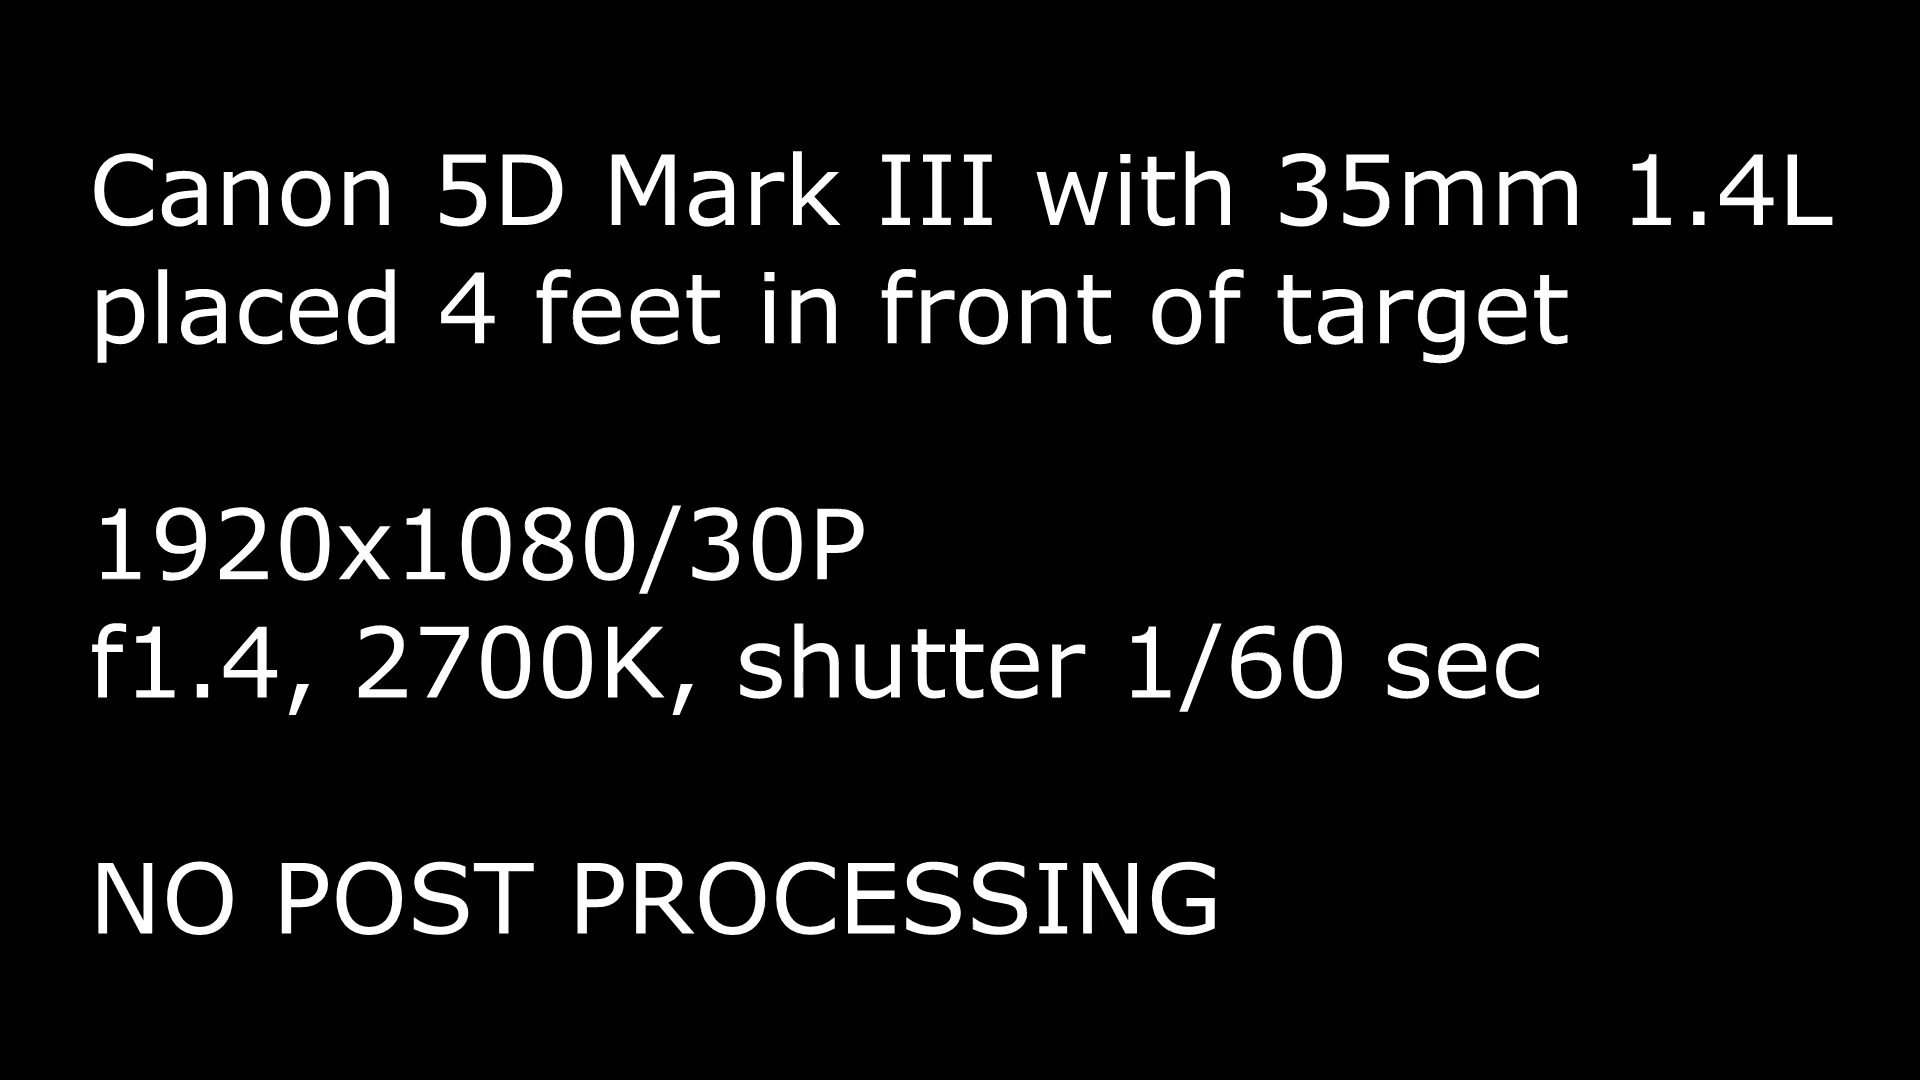 Canon 5D Mark III with 35mm 1.4L
placed 4 feet in front of target
1920x1080/30P
f1.4, 2700K, shutter 1/60 sec
NO POST PROCESSING